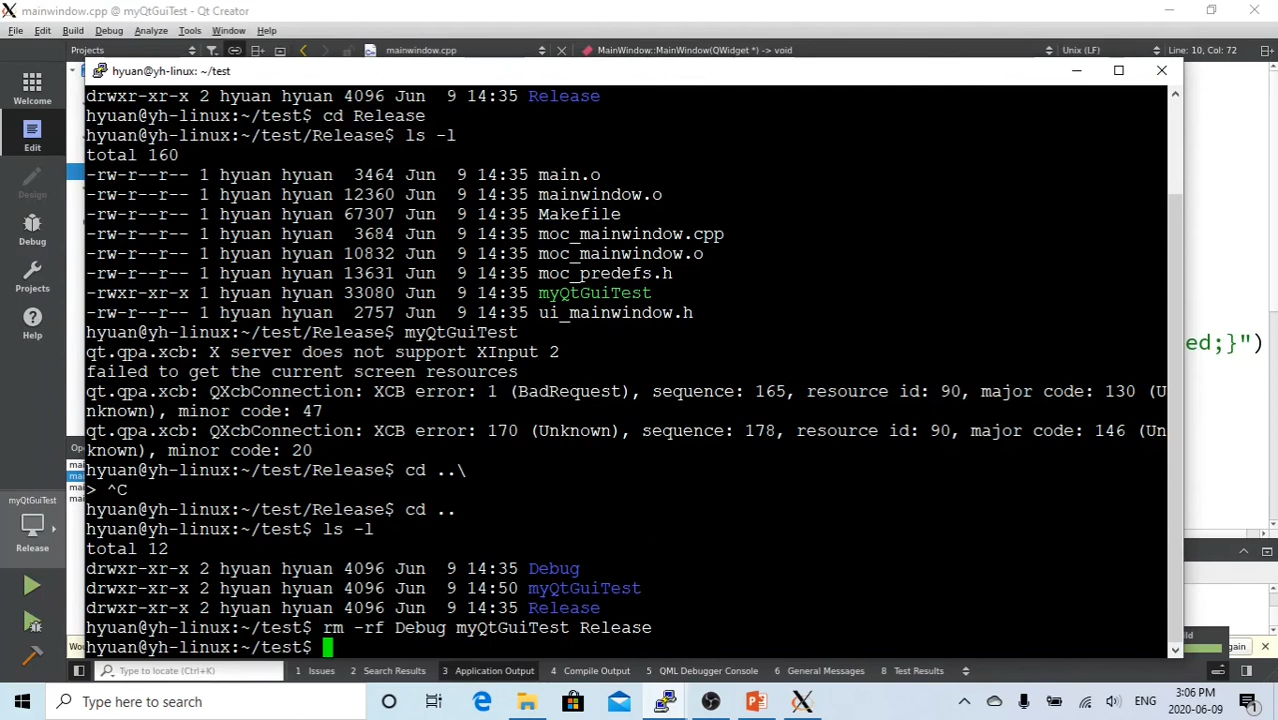 mainwindow.cpp @ myQtGuiTest - Qt Creator
File Edit Build Debug Analyze Tools Window Help
Projects mainwindow.cpp MainWindow::MainWindow(QWidget *) -> void Unix (LF) Line: 10, Col: 72
hyuan@yh-linux: ~/test
drwxr-xr-x 2 hyuan hyuan 4096 Jun 9 14:35 Release
hyuan@yh-linux:~/test$ cd Release
hyuan@yh-linux:~/test/Release$ ls -l
total 160
-rw-r--r-- 1 hyuan hyuan 3464 Jun 9 14:35 main.o
-rw-r--r-- 1 hyuan hyuan 12360 Jun 9 14:35 mainwindow.o
-rw-r--r-- 1 hyuan hyuan 67307 Jun 9 14:35 Makefile
-rw-r--r-- 1 hyuan hyuan 3684 Jun 9 14:35 moc_mainwindow.cpp
-rw-r--r-- 1 hyuan hyuan 10832 Jun 9 14:35 moc_mainwindow.o
-rw-r--r-- 1 hyuan hyuan 13631 Jun 9 14:35 moc_predefs.h
-rwxr-xr-x 1 hyuan hyuan 33080 Jun 9 14:35 myQtGuiTest
-rw-r--r-- 1 hyuan hyuan 2757 Jun 9 14:35 ui_mainwindow.h
hyuan@yh-linux:~/test/Release$ myQtGuiTest
qt.qpa.xcb: X server does not support XInput 2
failed to get the current screen resources
qt.qpa.xcb: QXcbConnection: XCB error: 1 (BadRequest), sequence: 165, resource id: 90, major code: 130 (U
nknown), minor code: 47
qt.qpa.xcb: QXcbConnection: XCB error: 170 (Unknown), sequence: 178, resource id: 90, major code: 146 (Un
known), minor code: 20
hyuan@yh-linux:~/test/Release$ cd ..\
> ^C
hyuan@yh-linux:~/test/Release$ cd ..
hyuan@yh-linux:~/test$ ls -l
total 12
drwxr-xr-x 2 hyuan hyuan 4096 Jun 9 14:35 Debug
drwxr-xr-x 2 hyuan hyuan 4096 Jun 9 14:50 myQtGuiTest
drwxr-xr-x 2 hyuan hyuan 4096 Jun 9 14:35 Release
hyuan@yh-linux:~/test$ rm -rf Debug myQtGuiTest Release
hyuan@yh-linux:~/test$
Welcome
Edit
Design
Debug
Projects
Help
myQtGuiTest
Release
ed;}")
Type to locate (Ctrl+K) 1 Issues 2 Search Results 3 Application Output 4 Compile Output 5 QML Debugger Console 6 General Messages 8 Test Results
Type here to search ENG 3:06 PM
2020-06-09